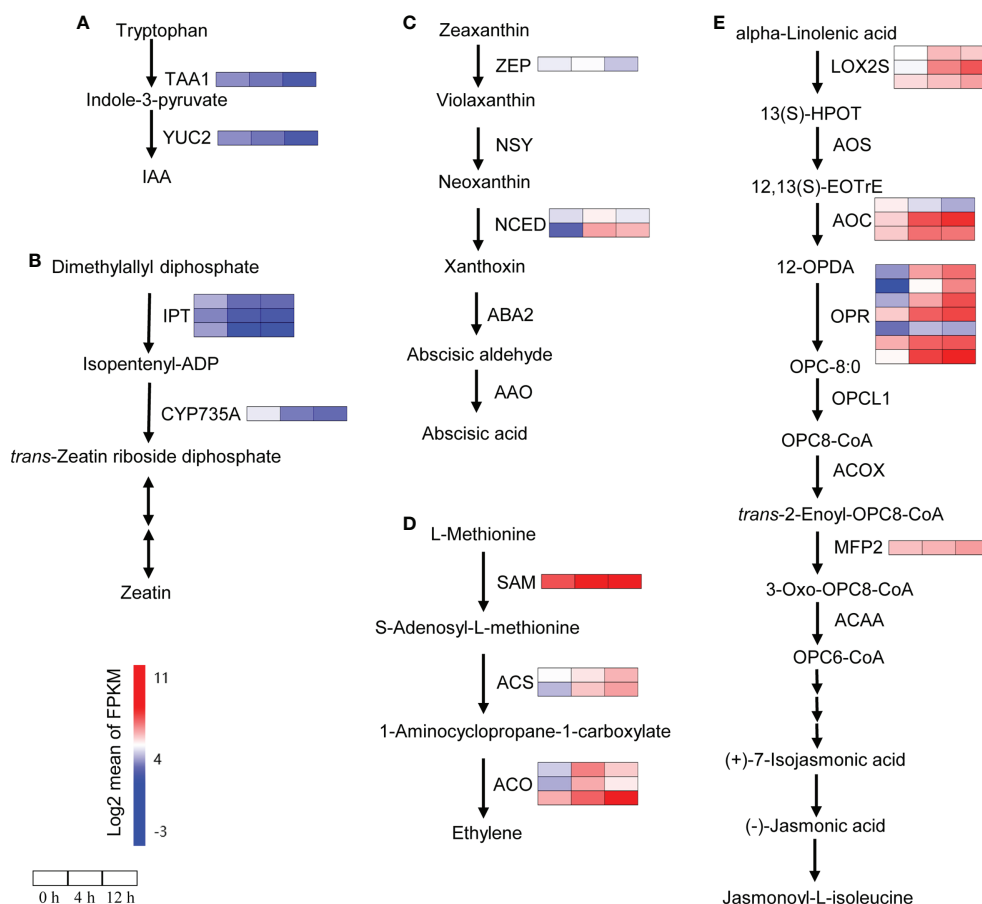 A
Tryptophan
TAA1
Indole-3-pyruvate
YUC2
IAA
B
Dimethylallyl diphosphate
IPT
Isopentenyl-ADP
CYP735A
trans-Zeatin riboside diphosphate
Zeatin
Log2 mean of FPKM
11
4
-3
0 h 4 h 12 h
C
Zeaxanthin
ZEP
Violaxanthin
NSY
Neoxanthin
NCED
Xanthoxin
ABA2
Abscisic aldehyde
AAO
Abscisic acid
D
L-Methionine
SAM
S-Adenosyl-L-methionine
ACS
1-Aminocyclopropane-1-carboxylate
ACO
Ethylene
E
alpha-Linolenic acid
LOX2S
13(S)-HPOT
AOS
12,13(S)-EOTrE
AOC
12-OPDA
OPR
OPC-8:0
OPCL1
OPC8-CoA
ACOX
trans-2-Enoyl-OPC8-CoA
MFP2
3-Oxo-OPC8-CoA
ACAA
OPC6-CoA
(+)-7-Isojasmonic acid
(-)-Jasmonic acid
Jasmonoyl-L-isoleucine